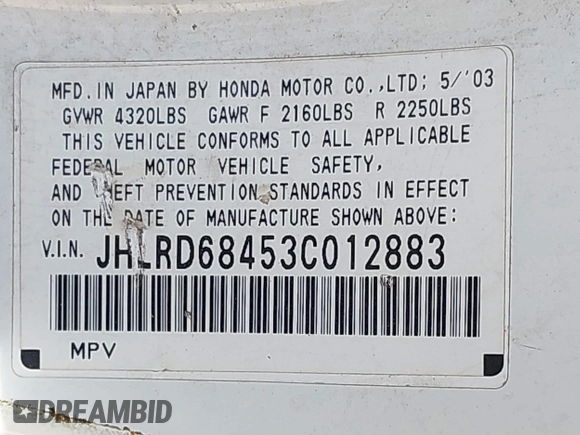 MFD. IN JAPAN BY HONDA MOTOR CO.,LTD; 5/'03
GVWR 4320LBS GAWR F 2160LBS R 2250LBS
THIS VEHICLE CONFORMS TO ALL APPLICABLE
FEDERAL MOTOR VEHICLE SAFETY,
AND THEFT PREVENTION STANDARDS IN EFFECT
ON THE DATE OF MANUFACTURE SHOWN ABOVE:
V.I.N. JHLRD68453C012883
MPV
DREAMBID